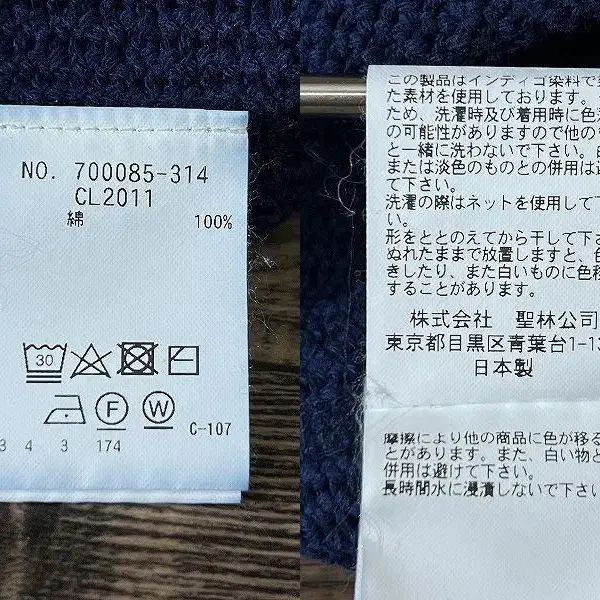 NO. 700085-314
CL2011
綿 100%
30
F W C-107
3 4 3 174
この製品はインディゴ染料で
た素材を使用しております。
ため、洗濯時及び着用時に色
の可能性がありますので他の
と一緒に洗わないで下さい。
または淡色のものとの併用は
て下さい。
洗濯の際はネットを使用して下
い。
形をととのえてから干して下さ
ぬれたままで放置しますと、色
きしたり、また白いものに色移
することがあります。
株式会社 聖林公司
東京都目黒区青葉台1-13
日本製
摩擦により他の商品に色が移る
とがあります。また、白い物と
併用は避けて下さい。
長時間水に浸漬しないで下さい